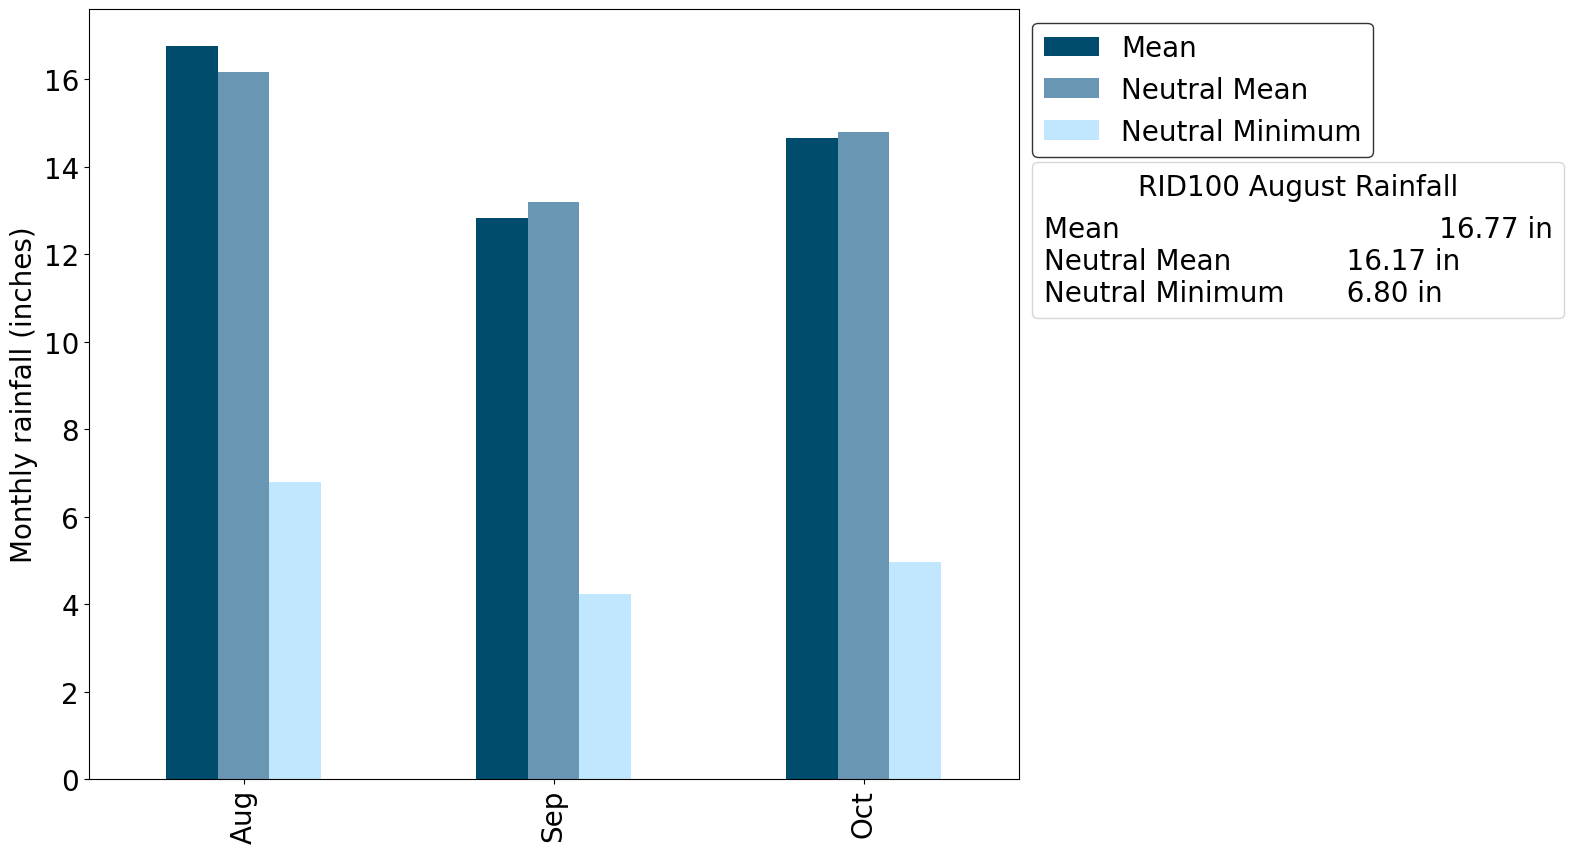 Monthly rainfall (inches)
16
14
12
10
8
6
4
2
0
Aug
Sep
Oct
Mean
Neutral Mean
Neutral Minimum
RID100 August Rainfall
Mean 16.77 in
Neutral Mean 16.17 in
Neutral Minimum 6.80 in